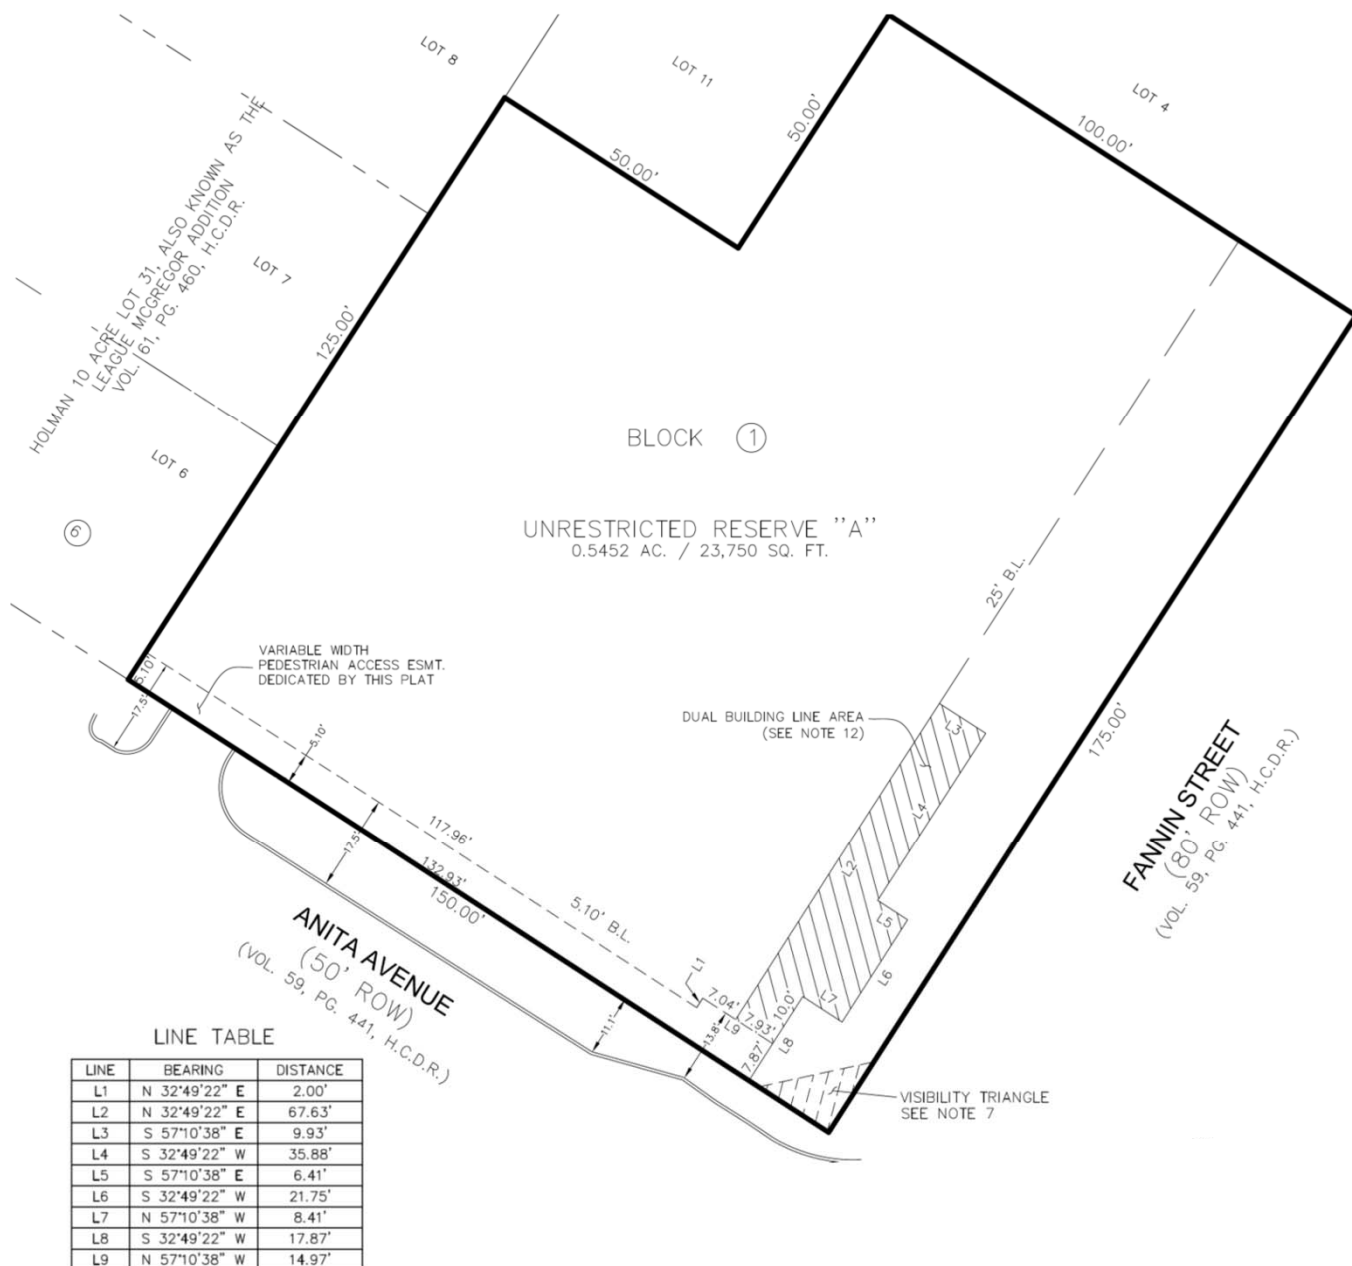 LOT 8
LOT 11
LOT 4
50.00'
50.00'
100.00'
HOLMAN 10 ACRE LOT 31, ALSO KNOWN AS THE
LEAGUE MCGREGOR ADDITION
VOL. 61, PG. 460, H.C.D.R.
LOT 7
125.00'
LOT 6
6
BLOCK 1
UNRESTRICTED RESERVE "A"
0.5452 AC. / 23,750 SQ. FT.
25' B.L.
175.00'
FANNIN STREET
(80' ROW)
(VOL. 59, PG. 441, H.C.D.R.)
VARIABLE WIDTH
PEDESTRIAN ACCESS ESMT.
DEDICATED BY THIS PLAT
5.10'
17.5'
5.10'
17.5'
117.96'
132.93'
150.00'
5.10' B.L.
DUAL BUILDING LINE AREA
(SEE NOTE 12)
L3
L4
L2
L5
L6
L7
L1
7.04'
L9
7.93'
10.0'
L8
7.87'
13.8'
11.1'
ANITA AVENUE
(50' ROW)
(VOL. 59, PG. 441, H.C.D.R.)
VISIBILITY TRIANGLE
SEE NOTE 7
LINE TABLE
LINE BEARING DISTANCE
L1 N 32°49'22" E 2.00'
L2 N 32°49'22" E 67.63'
L3 S 57°10'38" E 9.93'
L4 S 32°49'22" W 35.88'
L5 S 57°10'38" E 6.41'
L6 S 32°49'22" W 21.75'
L7 N 57°10'38" W 8.41'
L8 S 32°49'22" W 17.87'
L9 N 57°10'38" W 14.97'